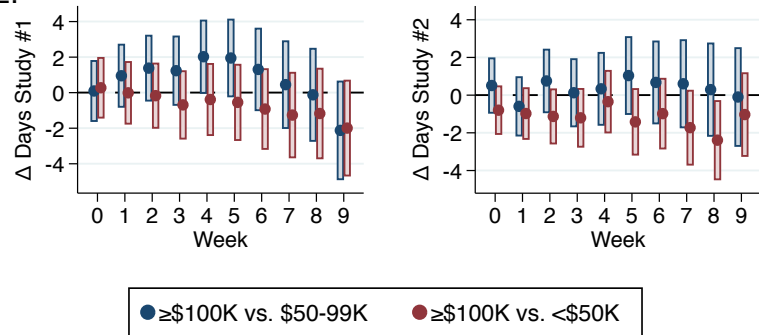 Δ Days Study #1
4
2
0
-2
-4
0 1 2 3 4 5 6 7 8 9
Week
Δ Days Study #2
4
2
0
-2
-4
0 1 2 3 4 5 6 7 8 9
Week
≥$100K vs. $50-99K
≥$100K vs. <$50K